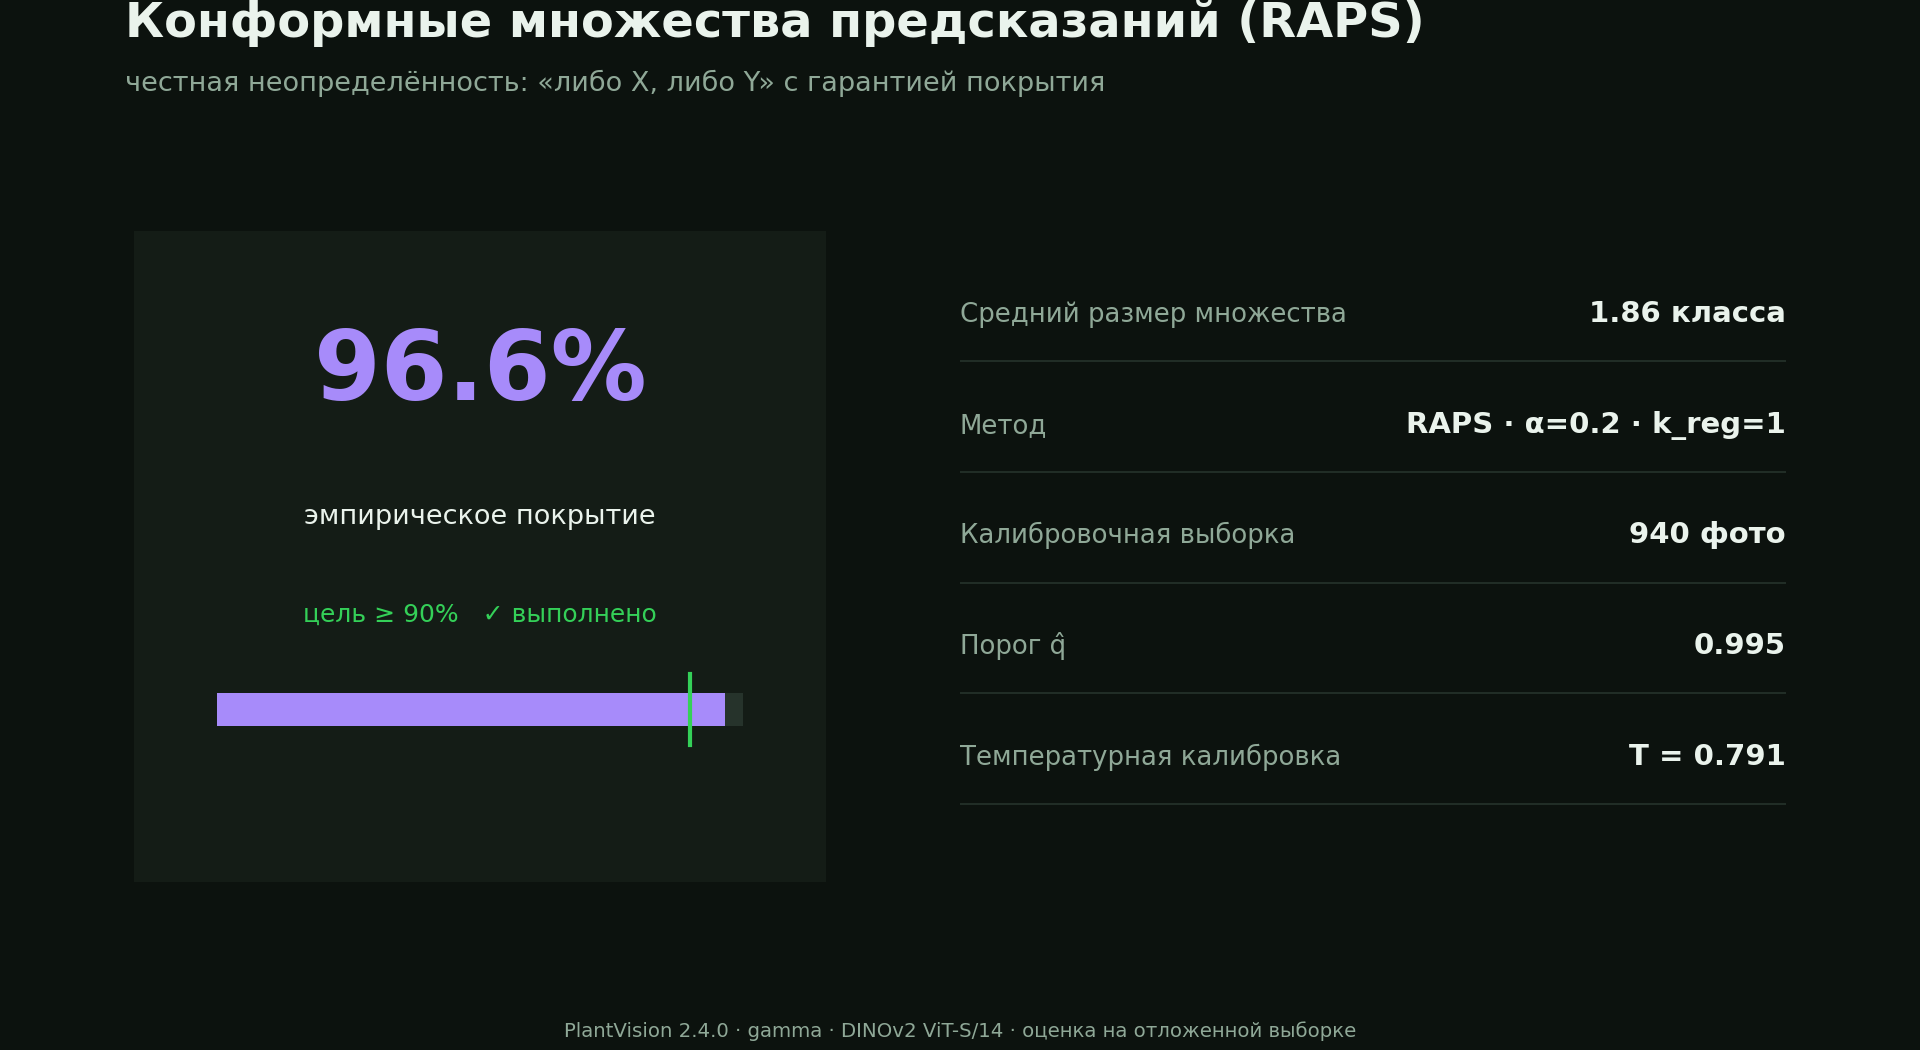 Конформные множества предсказаний (RAPS)
честная неопределённость: «либо X, либо Y» с гарантией покрытия
96.6%
эмпирическое покрытие
цель ≥ 90% ✓ выполнено
Средний размер множества 1.86 класса
Метод RAPS · α=0.2 · k_reg=1
Калибровочная выборка 940 фото
Порог q̂ 0.995
Температурная калибровка T = 0.791
PlantVision 2.4.0 · gamma · DINOv2 ViT-S/14 · оценка на отложенной выборке